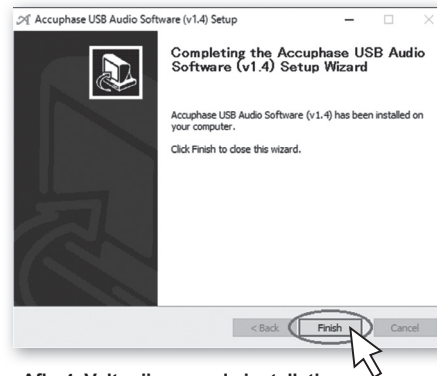 Accuphase USB Audio Software (v1.4) Setup
Completing the Accuphase USB Audio
Software (v1.4) Setup Wizard
Accuphase USB Audio Software (v1.4) has been installed on
your computer.
Click Finish to close this wizard.
< Back
Finish
Cancel